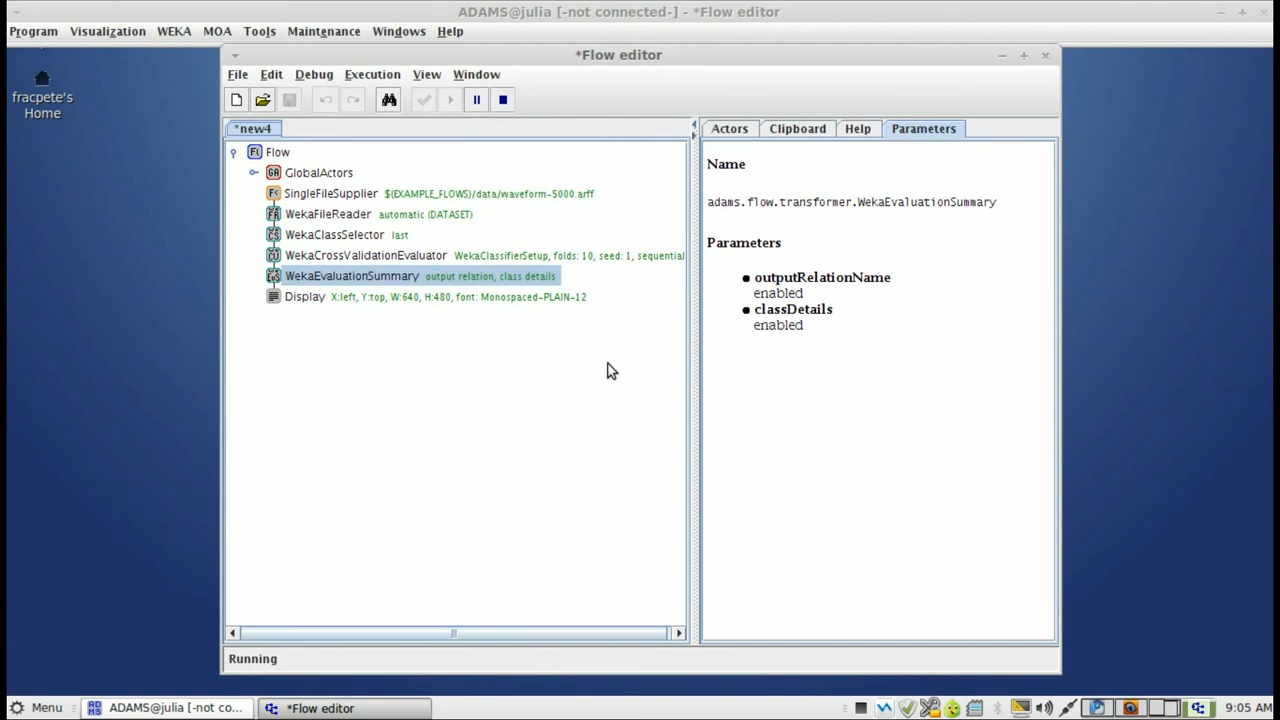 ADAMS@julia [-not connected-] - *Flow editor
Program Visualization WEKA MOA Tools Maintenance Windows Help
fracpete's
Home
*Flow editor
File Edit Debug Execution View Window
*new4
Flow
GlobalActors
SingleFileSupplier ${EXAMPLE_FLOWS}/data/waveform-5000.arff
WekaFileReader automatic (DATASET)
WekaClassSelector last
WekaCrossValidationEvaluator WekaClassifierSetup, folds: 10, seed: 1, sequential
WekaEvaluationSummary output relation, class details
Display X:left, Y:top, W:640, H:480, font: Monospaced-PLAIN-12
Actors Clipboard Help Parameters
Name
adams.flow.transformer.WekaEvaluationSummary
Parameters
outputRelationName
enabled
classDetails
enabled
Running
Menu ADAMS@julia [-not co... *Flow editor 9:05 AM